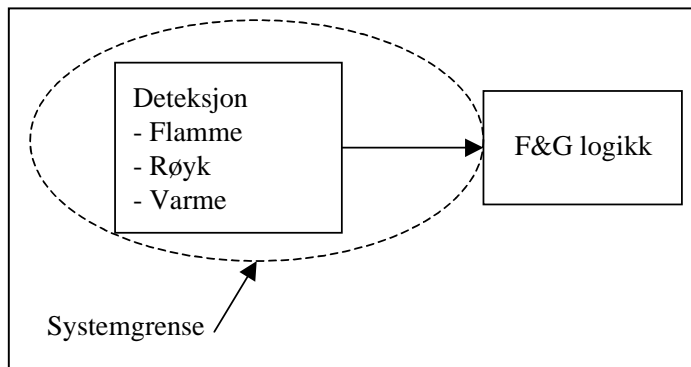 Deteksjon
- Flamme
- Røyk
- Varme
F&G logikk
Systemgrense